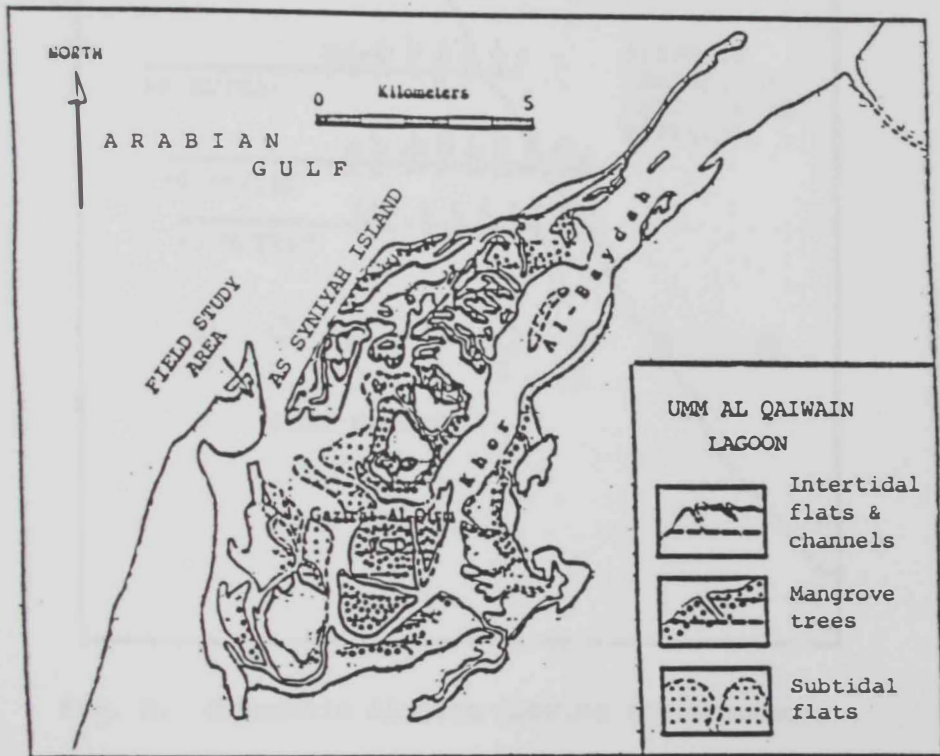 NORTH
Kilometers
0 5
ARABIAN
GULF
AS SYNIYAH ISLAND
FIELD STUDY
AREA
Khor Al-Baydah
UMM AL QAIWAIN
LAGOON
Intertidal
flats &
channels
Mangrove
trees
Subtidal
flats